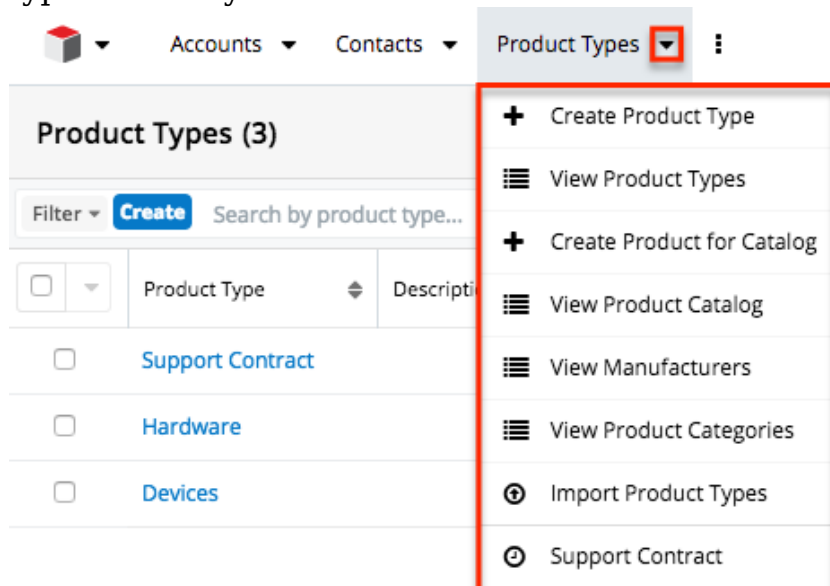 Accounts Contacts Product Types
Product Types (3)
Filter Create Search by product type...
Product Type
Support Contract
Hardware
Devices
Create Product Type
View Product Types
Create Product for Catalog
View Product Catalog
View Manufacturers
View Product Categories
Import Product Types
Support Contract